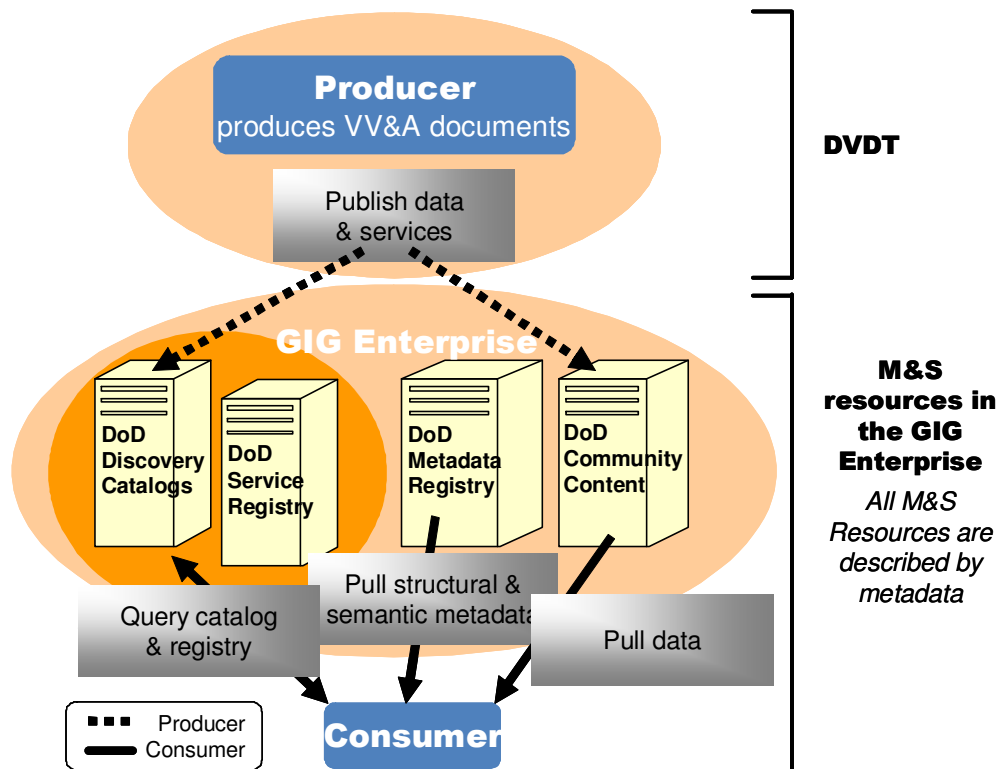 Producer
produces VV&A documents
Publish data
& services
DVDT
GIG Enterprise
DoD
Discovery
Catalogs
DoD
Service
Registry
DoD
Metadata
Registry
DoD
Community
Content
M&S
resources in
the GIG
Enterprise
All M&S
Resources are
described by
metadata
Query catalog
& registry
Pull structural &
semantic metadata
Pull data
Producer
Consumer
Consumer